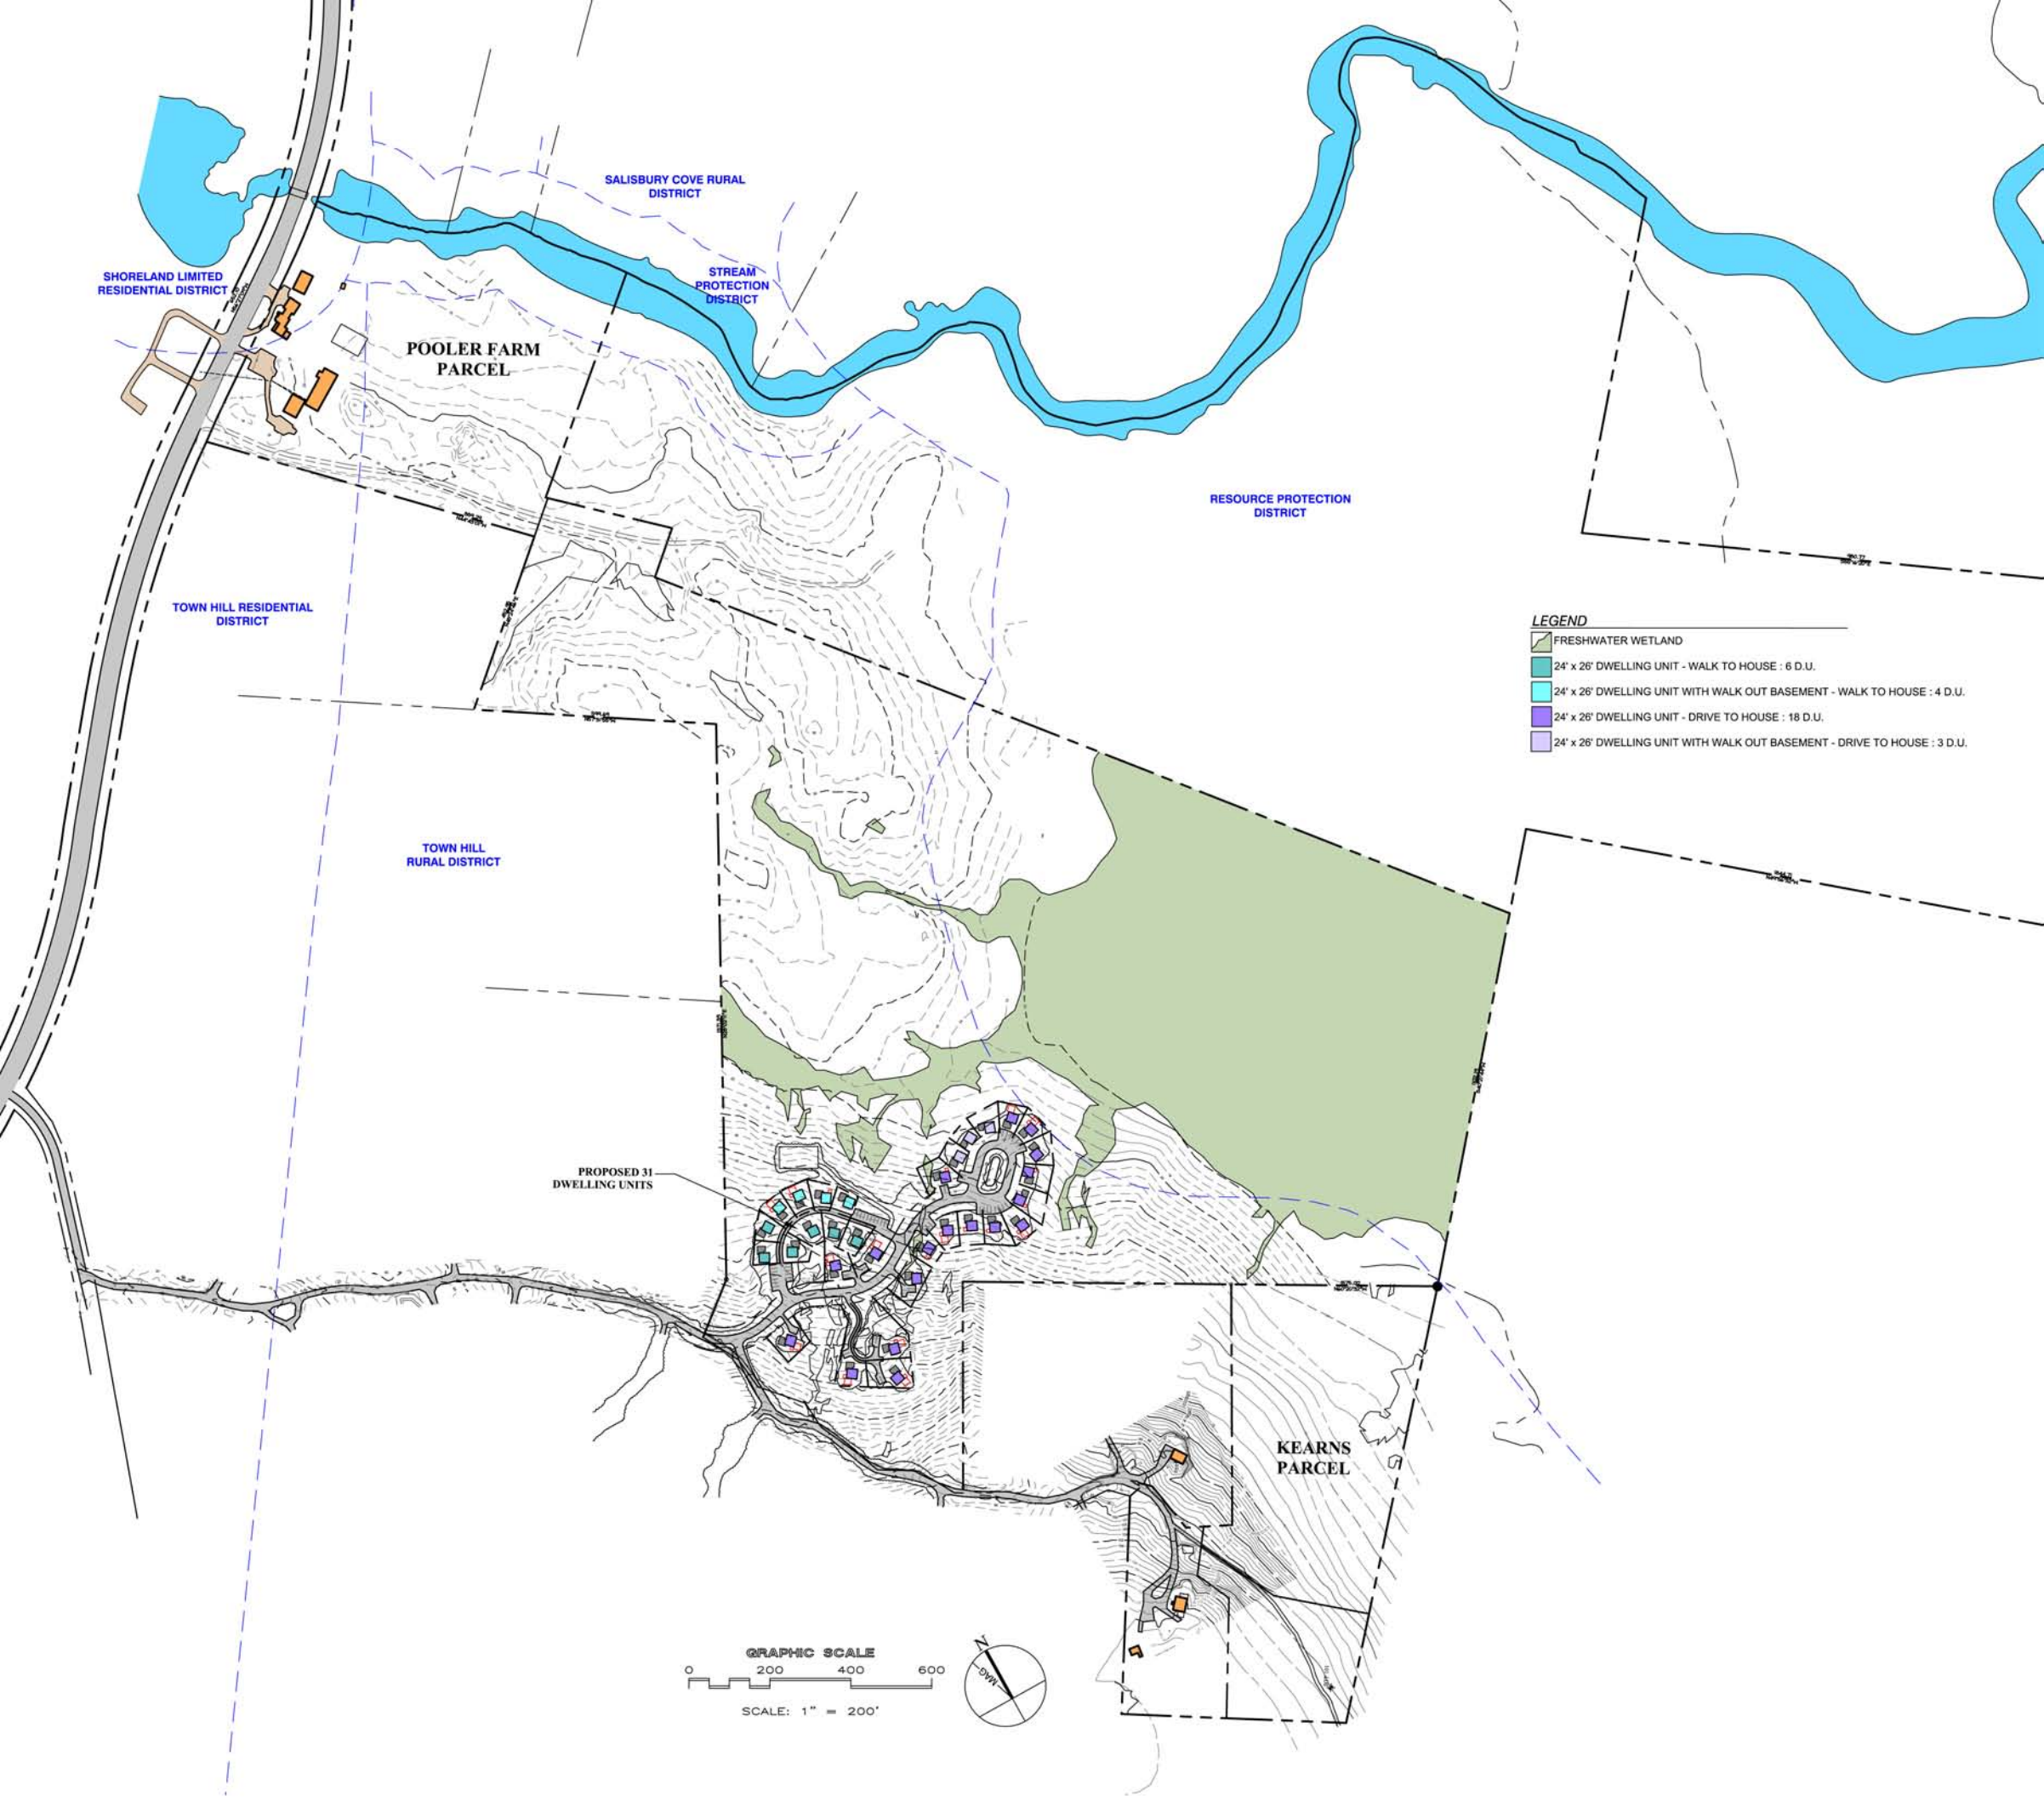 SALISBURY COVE RURAL
DISTRICT
SHORELAND LIMITED
RESIDENTIAL DISTRICT
STREAM
PROTECTION
DISTRICT
POOLER FARM
PARCEL
RESOURCE PROTECTION
DISTRICT
TOWN HILL RESIDENTIAL
DISTRICT
LEGEND
FRESHWATER WETLAND
24' x 26' DWELLING UNIT - WALK TO HOUSE : 6 D.U.
24' x 26' DWELLING UNIT WITH WALK OUT BASEMENT - WALK TO HOUSE : 4 D.U.
24' x 26' DWELLING UNIT - DRIVE TO HOUSE : 18 D.U.
24' x 26' DWELLING UNIT WITH WALK OUT BASEMENT - DRIVE TO HOUSE : 3 D.U.
TOWN HILL
RURAL DISTRICT
PROPOSED 31
DWELLING UNITS
KEARNS
PARCEL
GRAPHIC SCALE
0 200 400 600
SCALE: 1" = 200'
N
MAG